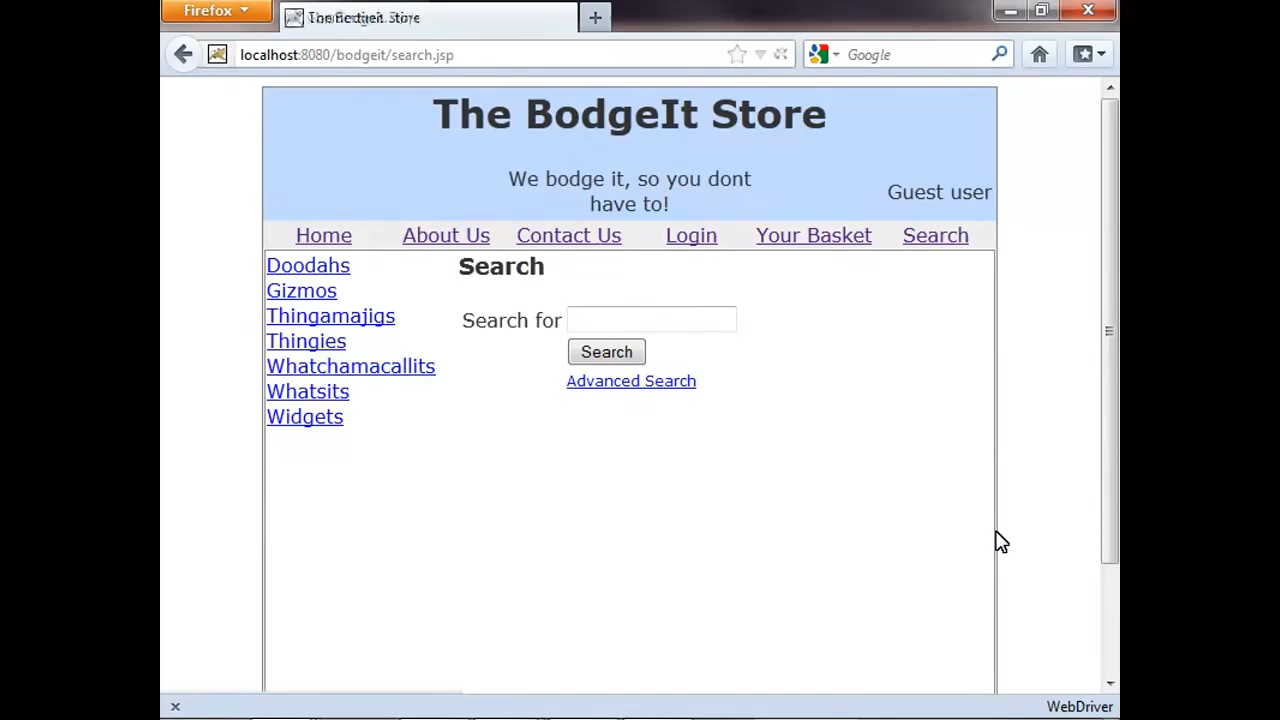 Firefox
The BodgeIt Store
localhost:8080/bodgeit/search.jsp
Google
The BodgeIt Store
We bodge it, so you dont
have to!
Guest user
Home About Us Contact Us Login Your Basket Search
Doodahs
Gizmos
Thingamajigs
Thingies
Whatchamacallits
Whatsits
Widgets
Search
Search for
Search
Advanced Search
WebDriver